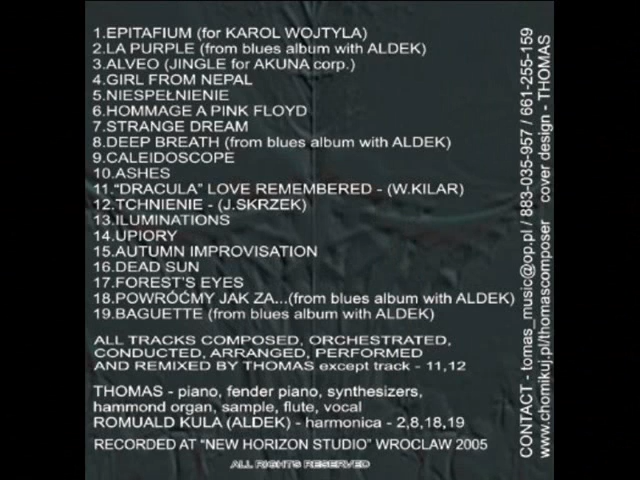 1.EPITAFIUM (for KAROL WOJTYLA)
2.LA PURPLE (from blues album with ALDEK)
3.ALVEO (JINGLE for AKUNA corp.)
4.GIRL FROM NEPAL
5.NIESPEŁNIENIE
6.HOMMAGE A PINK FLOYD
7.STRANGE DREAM
8.DEEP BREATH (from blues album with ALDEK)
9.CALEIDOSCOPE
10.ASHES
11."DRACULA" LOVE REMEMBERED - (W.KILAR)
12.TCHNIENIE - (J.SKRZEK)
13.ILUMINATIONS
14.UPIORY
15.AUTUMN IMPROVISATION
16.DEAD SUN
17.FOREST'S EYES
18.POWRÓĆMY JAK ZA...(from blues album with ALDEK)
19.BAGUETTE (from blues album with ALDEK)
ALL TRACKS COMPOSED, ORCHESTRATED,
CONDUCTED, ARRANGED, PERFORMED
AND REMIXED BY THOMAS except track - 11,12
THOMAS - piano, fender piano, synthesizers,
hammond organ, sample, flute, vocal
ROMUALD KULA (ALDEK) - harmonica - 2,8,18,19
RECORDED AT "NEW HORIZON STUDIO" WROCLAW 2005
ALL RIGHTS RESERVED
CONTACT - tomas_music@op.pl / 883-035-957 / 661-255-159
www.chomikuj.pl/thomascomposer cover design - THOMAS